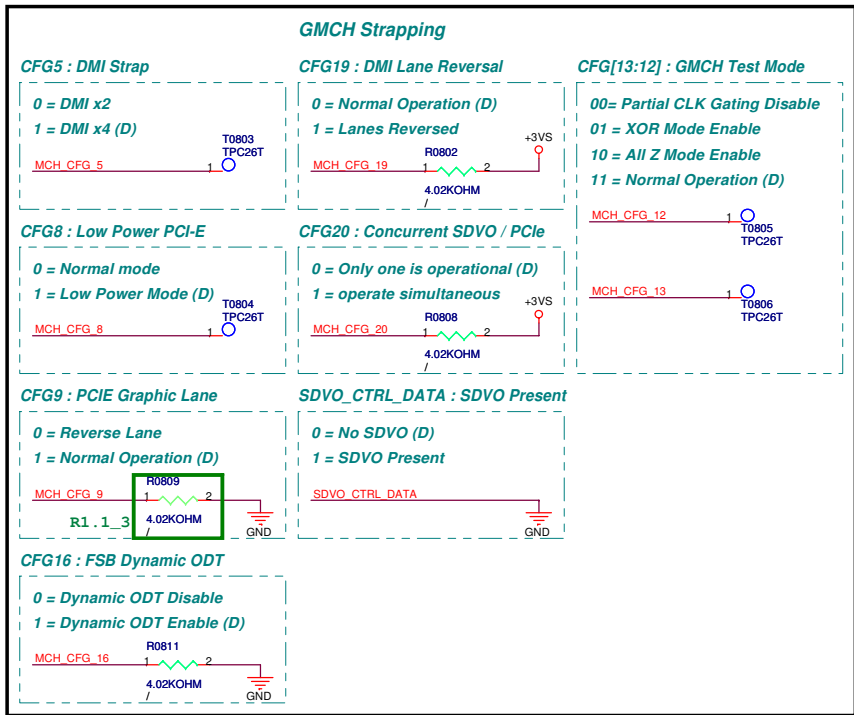 GMCH Strapping
CFG5 : DMI Strap
0 = DMI x2
1 = DMI x4 (D)
T0803
TPC26T
MCH_CFG_5
1
CFG19 : DMI Lane Reversal
0 = Normal Operation (D)
1 = Lanes Reversed
+3VS
R0802
MCH_CFG_19
1
2
4.02KOHM
/
CFG[13:12] : GMCH Test Mode
00= Partial CLK Gating Disable
01 = XOR Mode Enable
10 = All Z Mode Enable
11 = Normal Operation (D)
MCH_CFG_12
1
T0805
TPC26T
MCH_CFG_13
1
T0806
TPC26T
CFG8 : Low Power PCI-E
0 = Normal mode
1 = Low Power Mode (D)
T0804
TPC26T
MCH_CFG_8
1
CFG20 : Concurrent SDVO / PCIe
0 = Only one is operational (D)
1 = operate simultaneous
+3VS
R0808
MCH_CFG_20
1
2
4.02KOHM
/
CFG9 : PCIE Graphic Lane
0 = Reverse Lane
1 = Normal Operation (D)
R0809
MCH_CFG_9
1
2
R1.1_3
4.02KOHM
/
GND
SDVO_CTRL_DATA : SDVO Present
0 = No SDVO (D)
1 = SDVO Present
SDVO_CTRL_DATA
GND
CFG16 : FSB Dynamic ODT
0 = Dynamic ODT Disable
1 = Dynamic ODT Enable (D)
R0811
MCH_CFG_16
1
2
4.02KOHM
/
GND